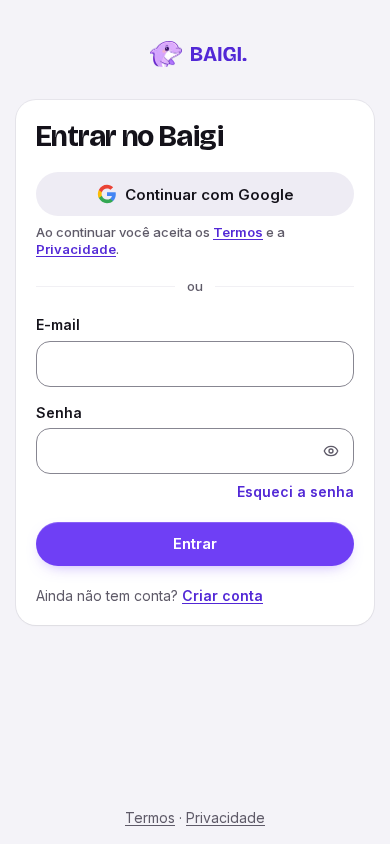 BAIGI.
Entrar no Baigi
Continuar com Google
Ao continuar você aceita os Termos e a
Privacidade.
ou
E-mail
Senha
Esqueci a senha
Entrar
Ainda não tem conta? Criar conta
Termos · Privacidade